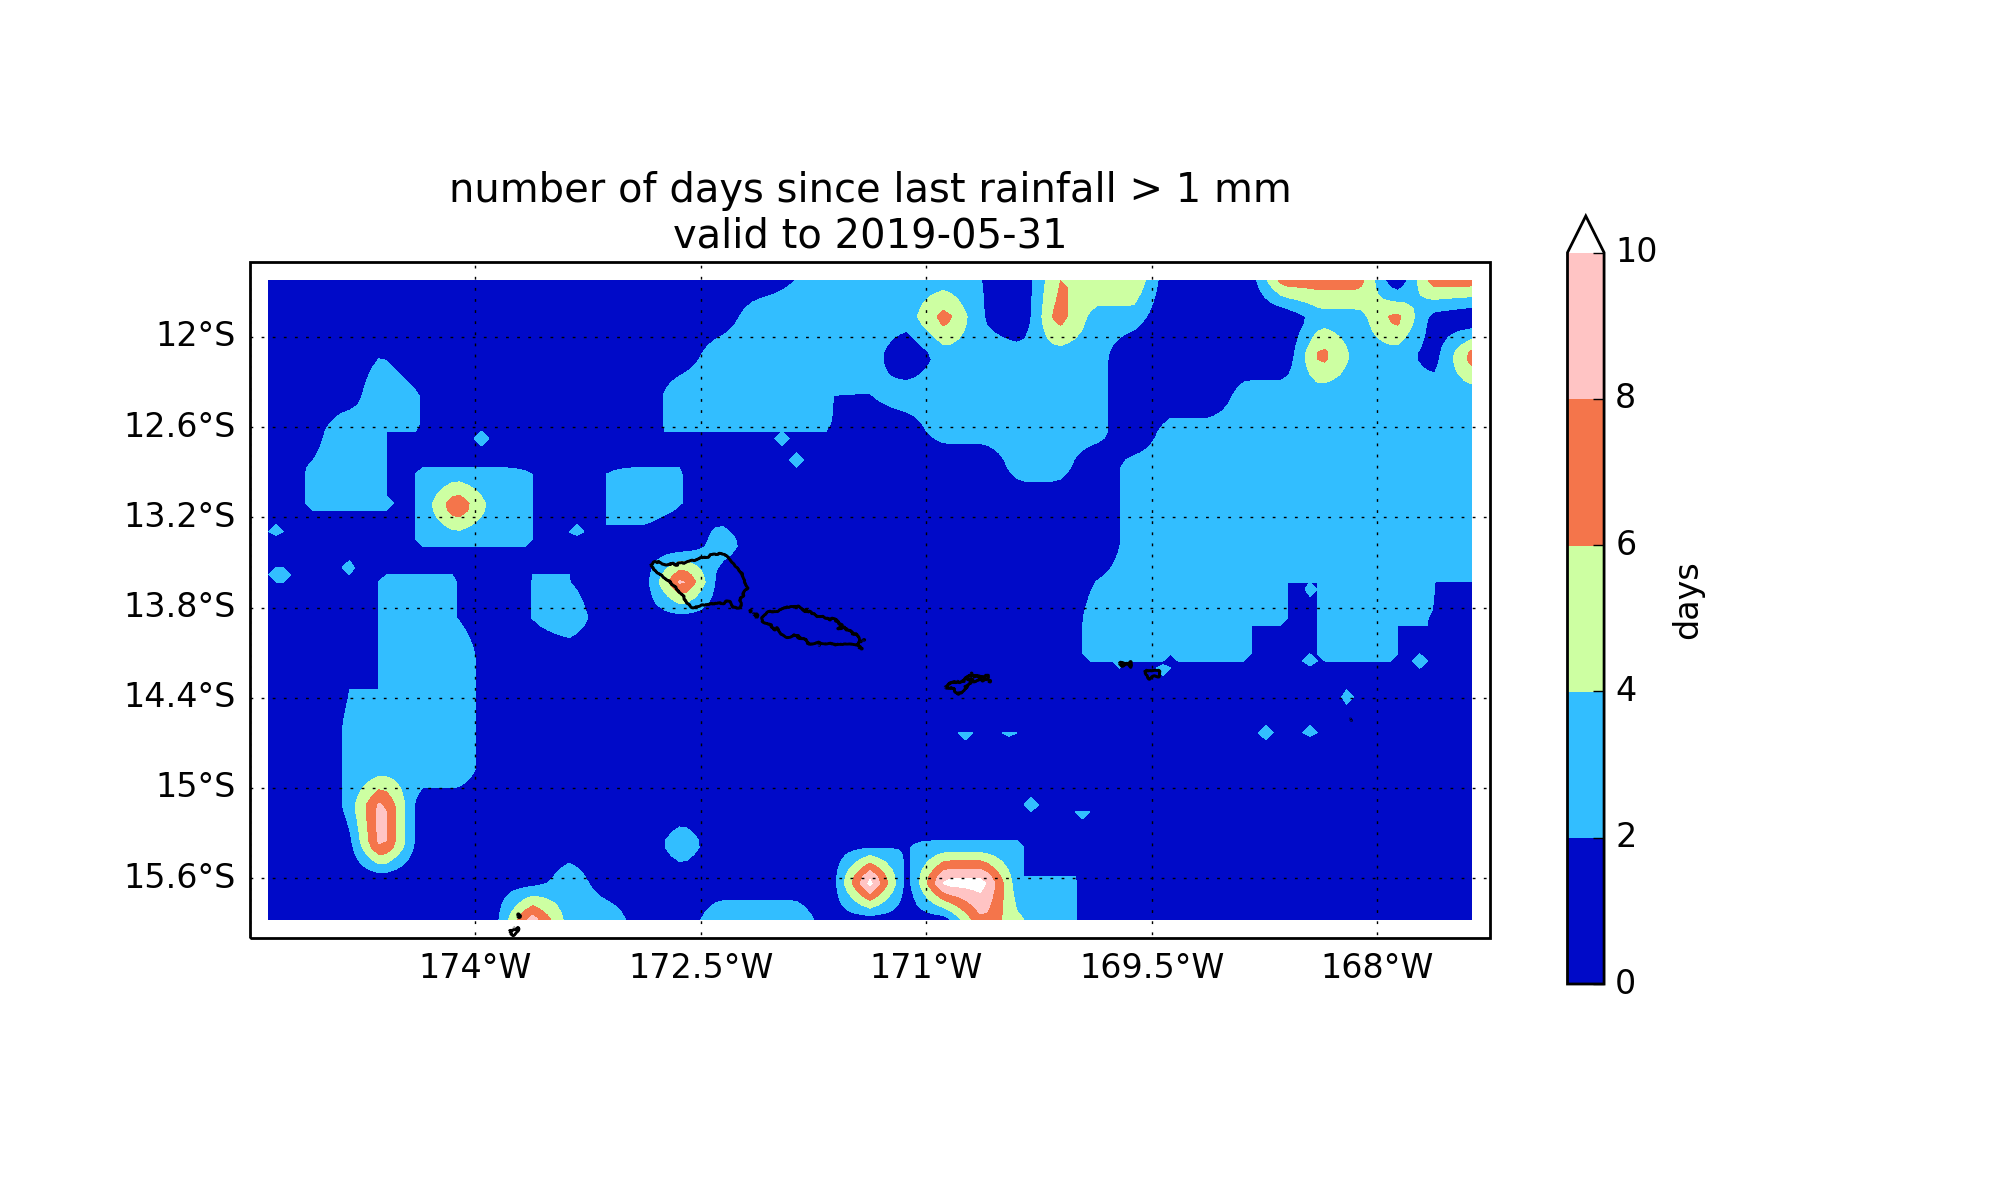 number of days since last rainfall > 1 mm
valid to 2019-05-31
12°S
12.6°S
13.2°S
13.8°S
14.4°S
15°S
15.6°S
174°W
172.5°W
171°W
169.5°W
168°W
10
8
6
4
2
0
days